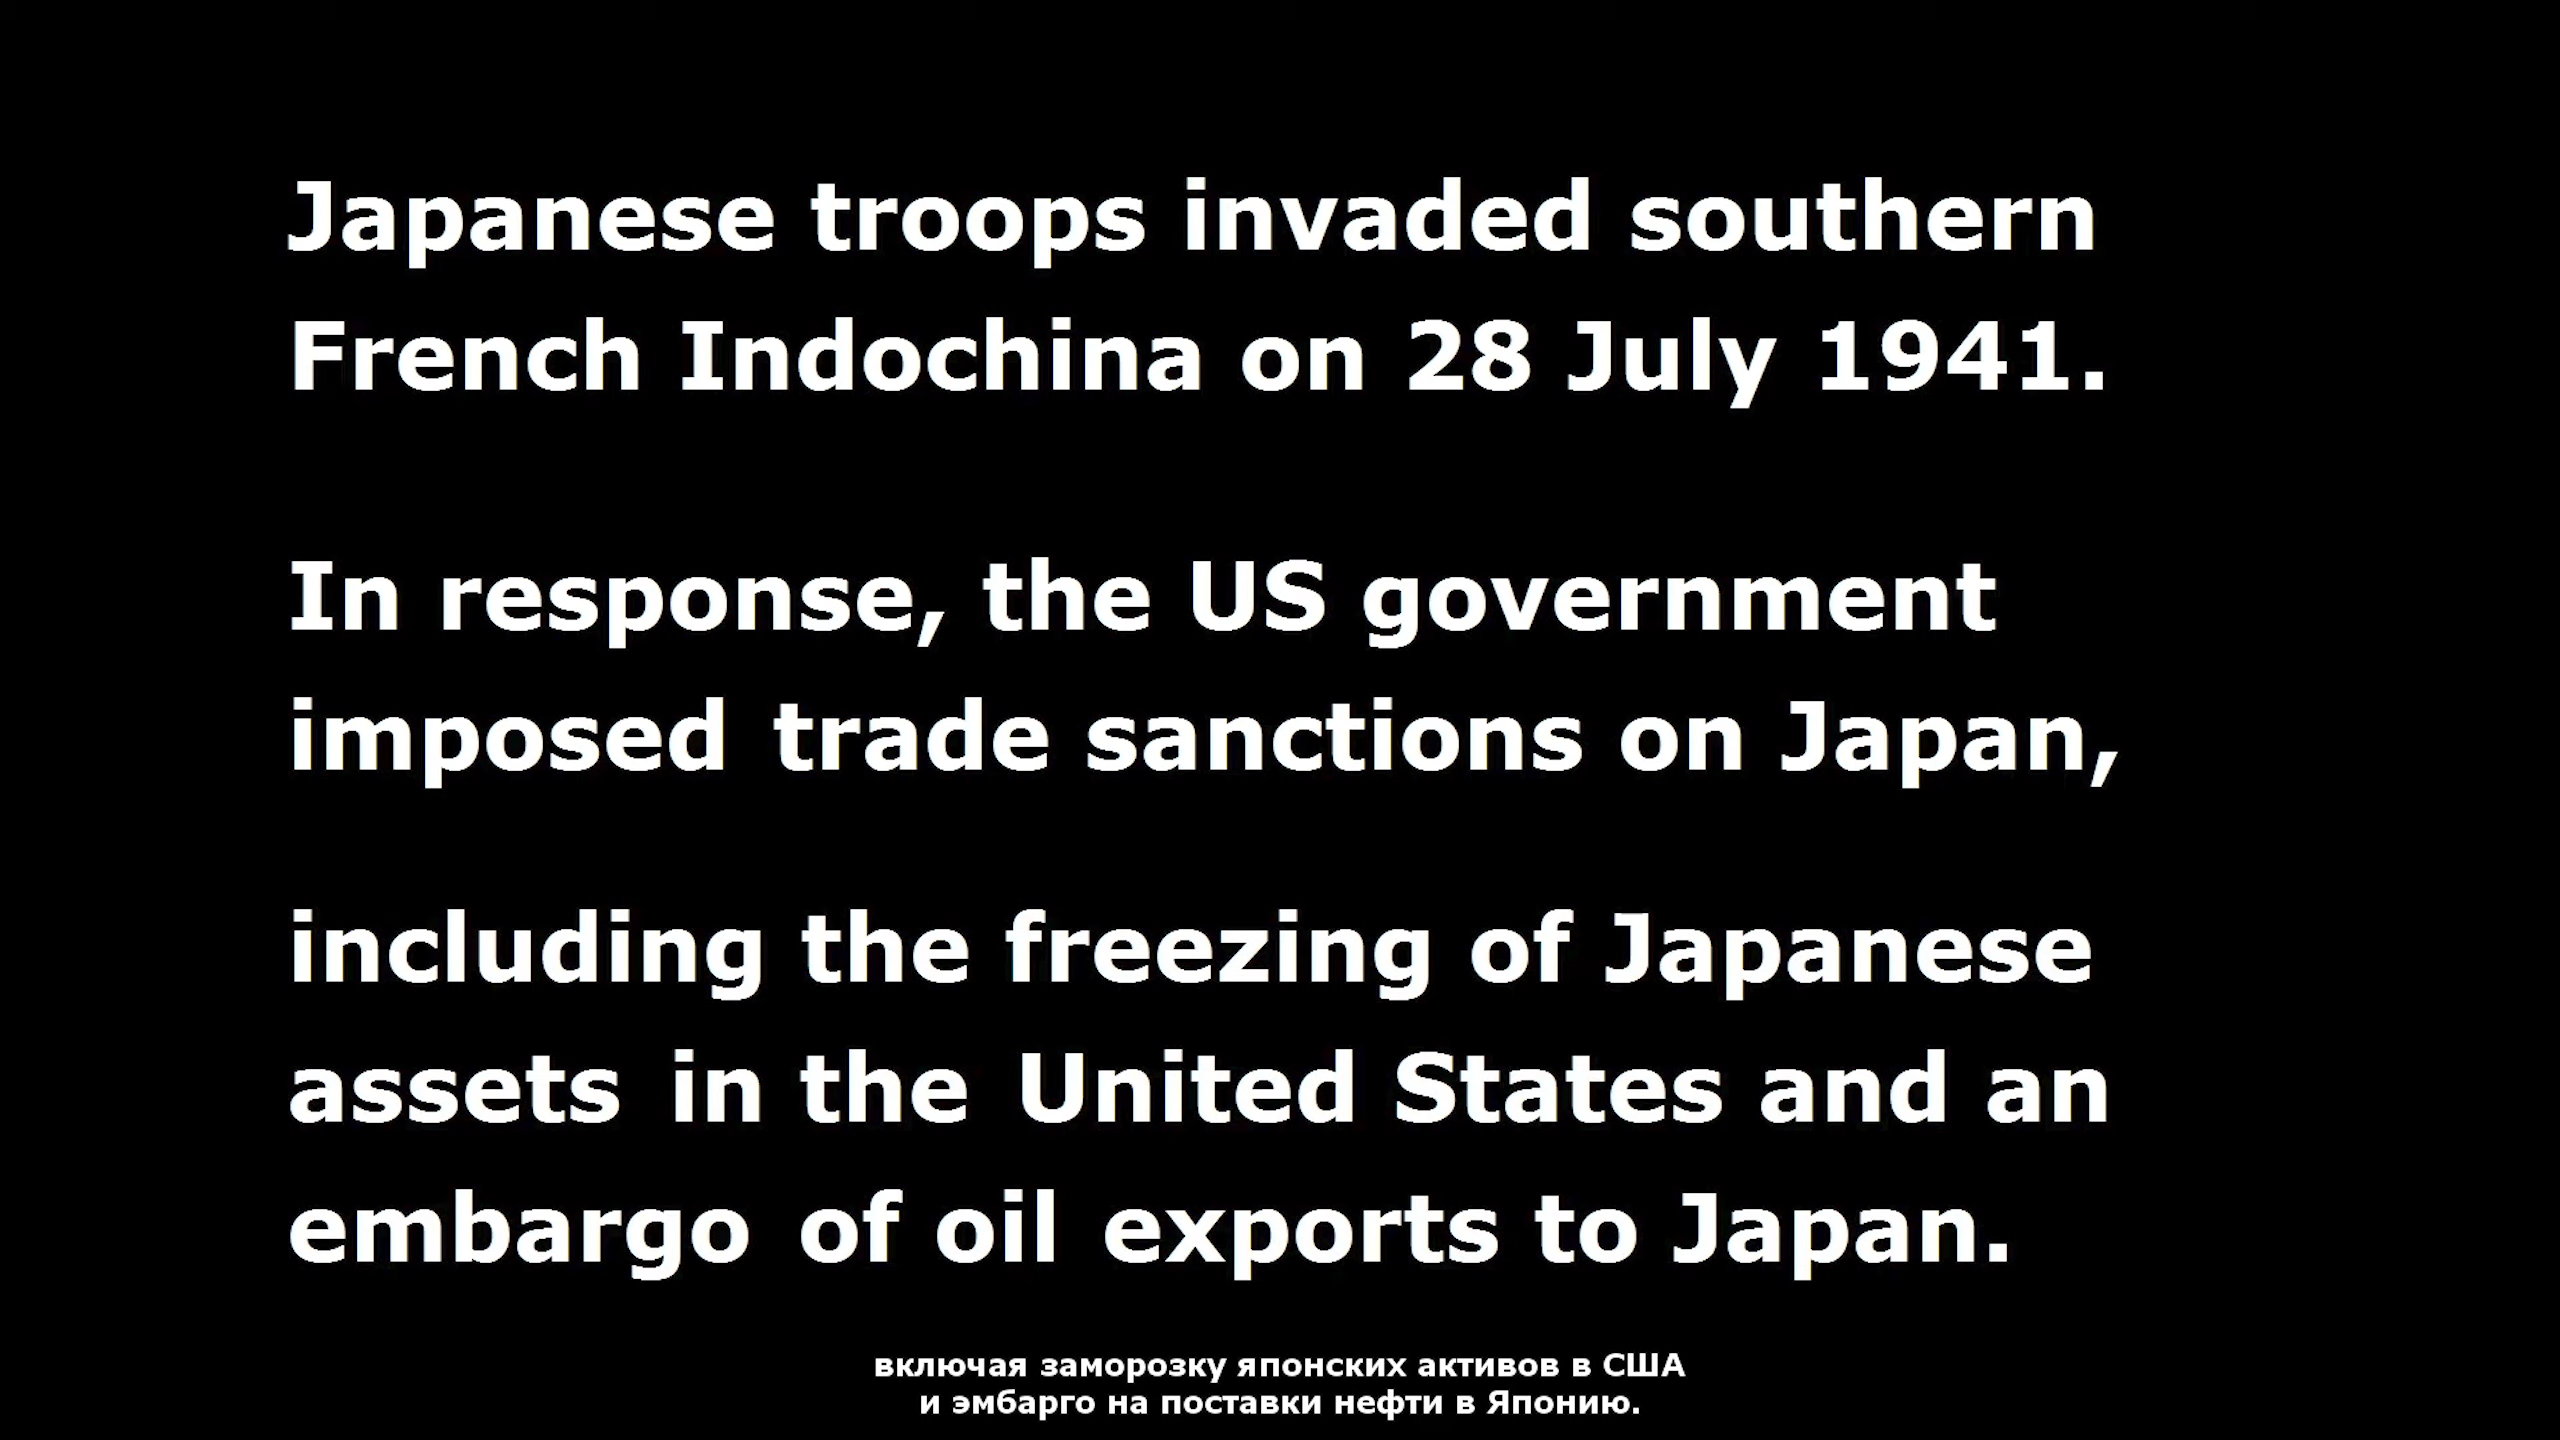 Japanese troops invaded southern
French Indochina on 28 July 1941.
In response, the US government
imposed trade sanctions on Japan,
including the freezing of Japanese
assets in the United States and an
embargo of oil exports to Japan.
включая заморозку японских активов в США
и эмбарго на поставки нефти в Японию.